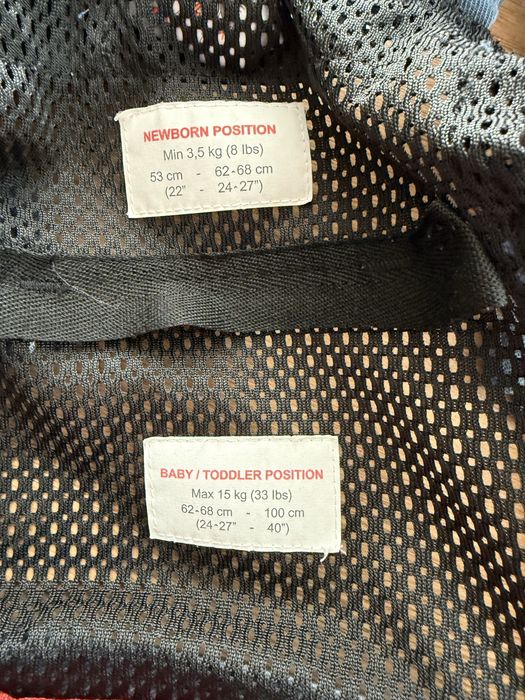 NEWBORN POSITION
Min 3,5 kg (8 lbs)
53 cm - 62-68 cm
(22" - 24-27")
BABY / TODDLER POSITION
Max 15 kg (33 lbs)
62-68 cm - 100 cm
(24-27" - 40")